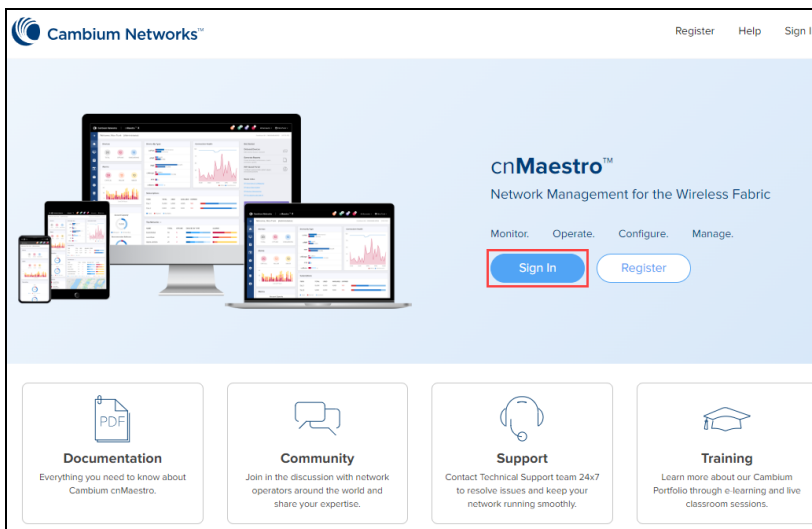 Cambium Networks™
Register Help Sign I
cnMaestro™
Network Management for the Wireless Fabric
Monitor. Operate. Configure. Manage.
Sign In Register
PDF
Documentation
Everything you need to know about
Cambium cnMaestro.
Community
Join in the discussion with network
operators around the world and
share your expertise.
Support
Contact Technical Support team 24x7
to resolve issues and keep your
network running smoothly.
Training
Learn more about our Cambium
Portfolio through e-learning and live
classroom sessions.